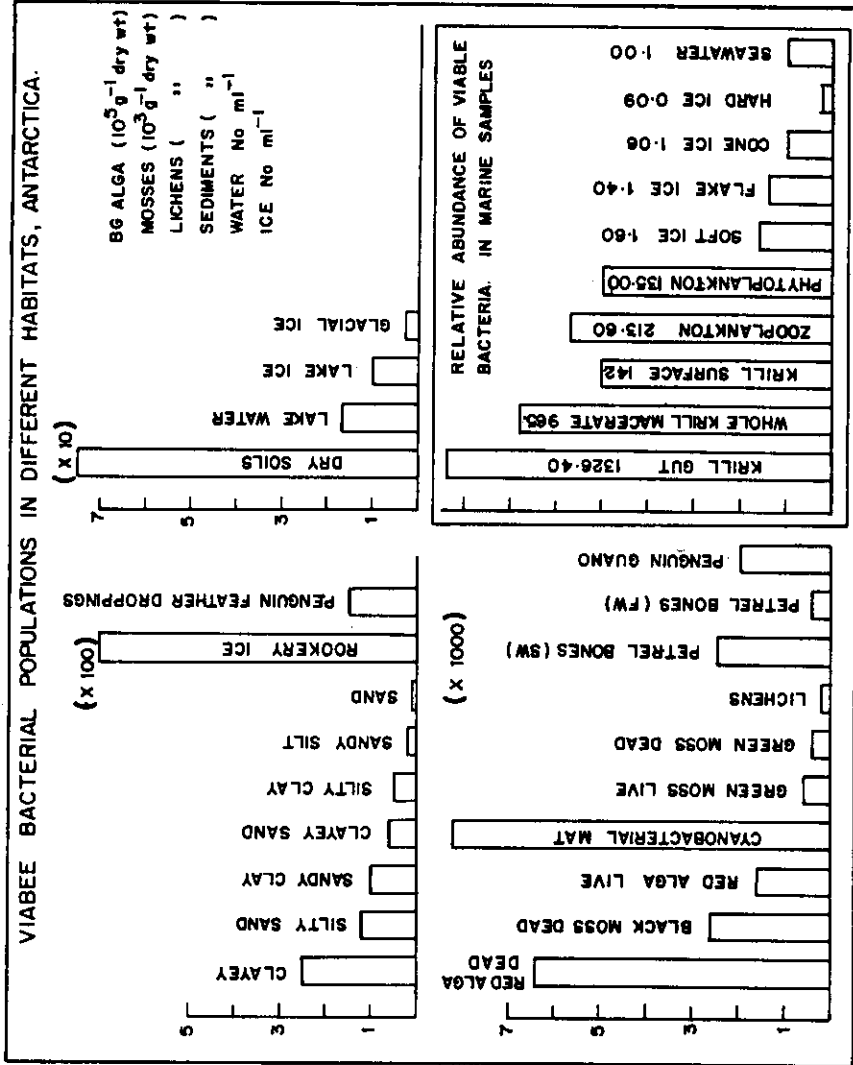 VIABEE BACTERIAL POPULATIONS IN DIFFERENT HABITATS, ANTARCTICA.
5
3
1
CLAYEY
SILTY SAND
SANDY CLAY
CLAYEY SAND
SILTY CLAY
SANDY SILT
SAND
(X 100)
ROOKERY ICE
PENGUIN FEATHER DROPPINGS
7
5
3
1
(X 10)
DRY SOILS
LAKE WATER
LAKE ICE
GLACIAL ICE
BG ALGA (10⁵g⁻¹ dry wt)
MOSSES (10³g⁻¹ dry wt)
LICHENS ( ,, )
SEDIMENTS ( ,, )
WATER No ml⁻¹
ICE No ml⁻¹
7
5
3
1
RED ALGA
DEAD
BLACK MOSS DEAD
RED ALGA LIVE
CYANOBACTERIAL MAT
GREEN MOSS LIVE
GREEN MOSS DEAD
LICHENS
(X 1000)
PETREL BONES (SW)
PETREL BONES (FW)
PENGUIN GUANO
RELATIVE ABUNDANCE OF VIABLE
BACTERIA. IN MARINE SAMPLES
KRILL GUT 1326·40
WHOLE KRILL MACERATE 965·
KRILL SURFACE 142·
ZOOPLANKTON 213·60
PHYTOPLANKTON 135·00
SOFT ICE 1·60
FLAKE ICE 1·40
CONE ICE 1·06
HARD ICE 0·09
SEAWATER 1·00